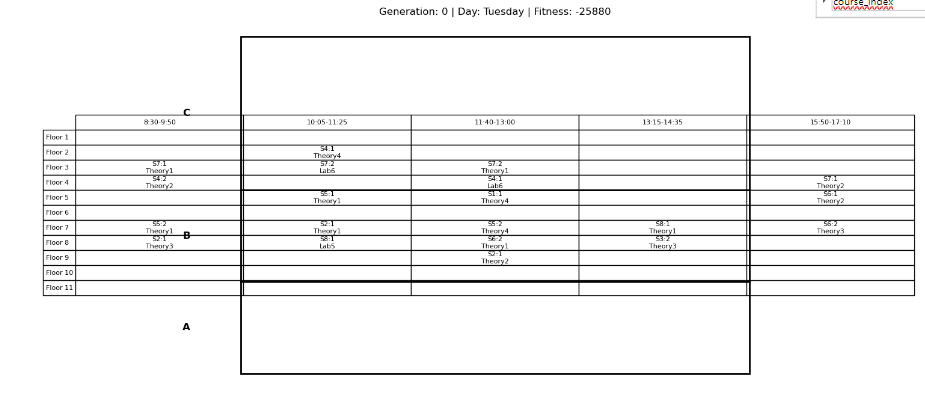 course_index
Generation: 0 | Day: Tuesday | Fitness: -25880
C
8:30-9:50 10:05-11:25 11:40-13:00 13:15-14:35 15:50-17:10
Floor 1
Floor 2
S4:1
Theory4
Floor 3
S7:1 S7:2 S7:2
Theory1 Lab6 Theory1
Floor 4
S4:2 S4:1 S7:1
Theory2 Lab6 Theory2
Floor 5
S5:1 S1:1 S6:1
Theory1 Theory4 Theory2
Floor 6
Floor 7
S5:2 S2:1 S5:2 S8:1 S6:2
Theory1 Theory1 Theory4 Theory1 Theory3
B
Floor 8
S2:1 S8:1 S6:2 S3:2
Theory3 Lab5 Theory1 Theory3
Floor 9
S2:1
Theory2
Floor 10
Floor 11
A